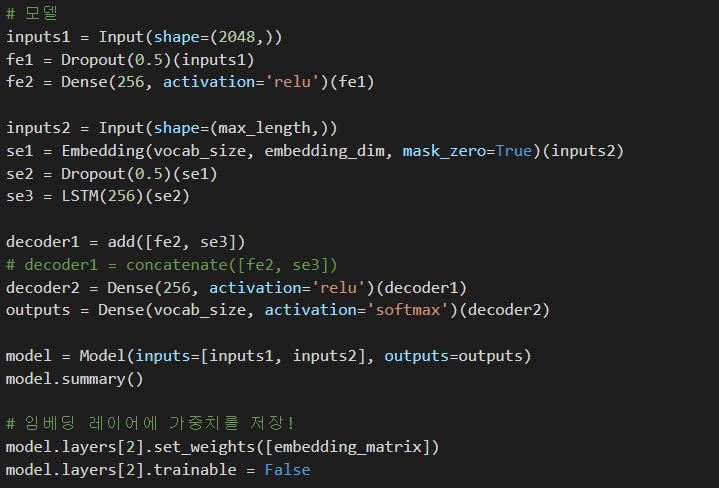 # 모델
inputs1 = Input(shape=(2048,))
fe1 = Dropout(0.5)(inputs1)
fe2 = Dense(256, activation='relu')(fe1)
inputs2 = Input(shape=(max_length,))
se1 = Embedding(vocab_size, embedding_dim, mask_zero=True)(inputs2)
se2 = Dropout(0.5)(se1)
se3 = LSTM(256)(se2)
decoder1 = add([fe2, se3])
# decoder1 = concatenate([fe2, se3])
decoder2 = Dense(256, activation='relu')(decoder1)
outputs = Dense(vocab_size, activation='softmax')(decoder2)
model = Model(inputs=[inputs1, inputs2], outputs=outputs)
model.summary()
# 임베딩 레이어에 가중치를 저장!
model.layers[2].set_weights([embedding_matrix])
model.layers[2].trainable = False